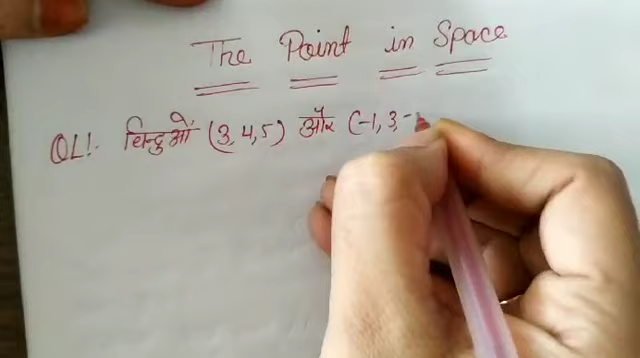 The Point in Space
Q1!. बिन्दुओं (3,4,5) और (-1,3,-